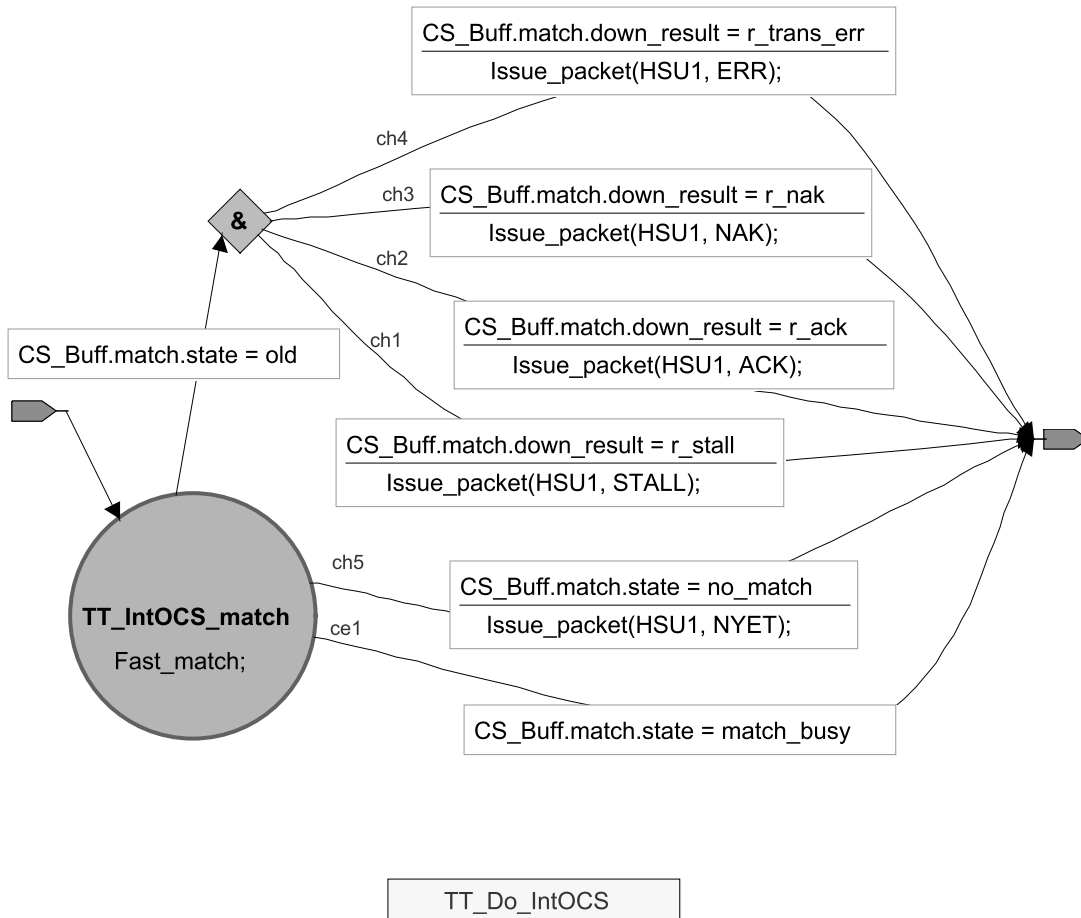 CS_Buff.match.down_result = r_trans_err
Issue_packet(HSU1, ERR);
ch4
ch3
CS_Buff.match.down_result = r_nak
Issue_packet(HSU1, NAK);
&
ch2
CS_Buff.match.down_result = r_ack
Issue_packet(HSU1, ACK);
ch1
CS_Buff.match.state = old
CS_Buff.match.down_result = r_stall
Issue_packet(HSU1, STALL);
ch5
CS_Buff.match.state = no_match
Issue_packet(HSU1, NYET);
TT_IntOCS_match
Fast_match;
ce1
CS_Buff.match.state = match_busy
TT_Do_IntOCS